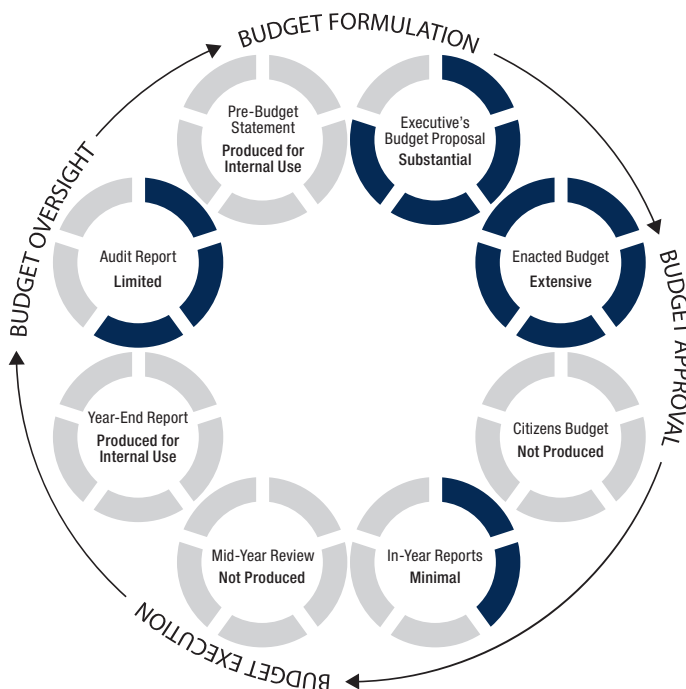 BUDGET FORMULATION
Pre-Budget
Statement
Produced for
Internal Use
Executive's
Budget Proposal
Substantial
Enacted Budget
Extensive
BUDGET APPROVAL
Citizens Budget
Not Produced
In-Year Reports
Minimal
BUDGET EXECUTION
Mid-Year Review
Not Produced
Year-End Report
Produced for
Internal Use
BUDGET OVERSIGHT
Audit Report
Limited